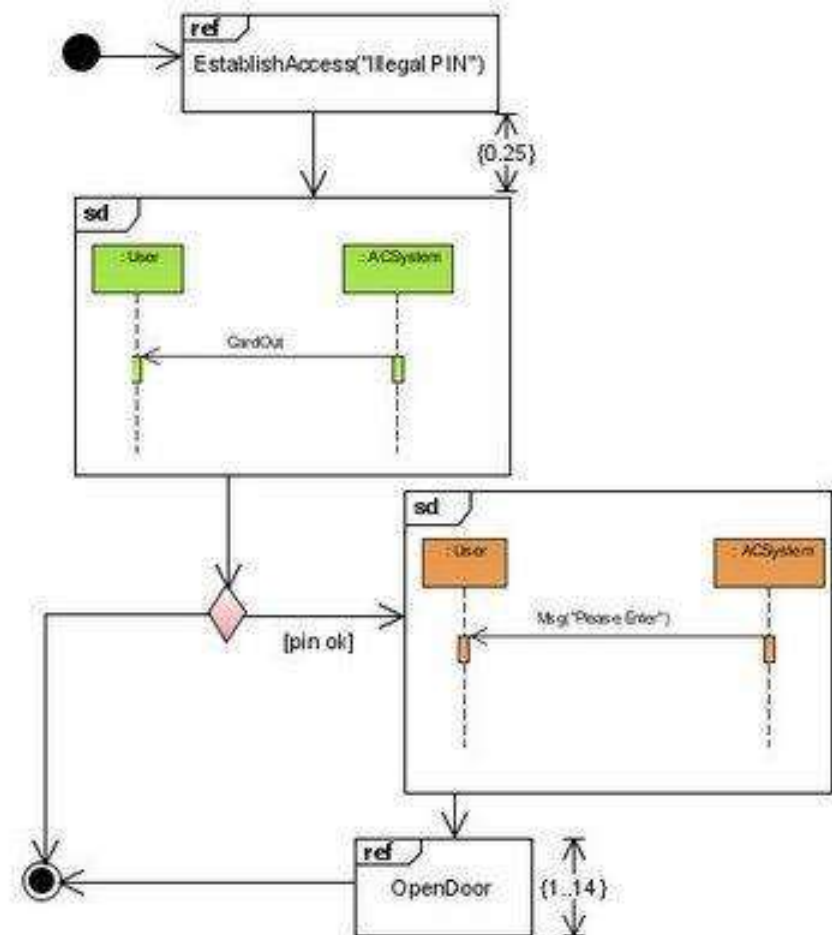 ref
EstablishAccess("Illegal PIN")
{0.25}
sd
: User
: ACSystem
CardOut
sd
: User
: ACSystem
Msg("Please Enter")
[pin ok]
ref
OpenDoor
{1..14}